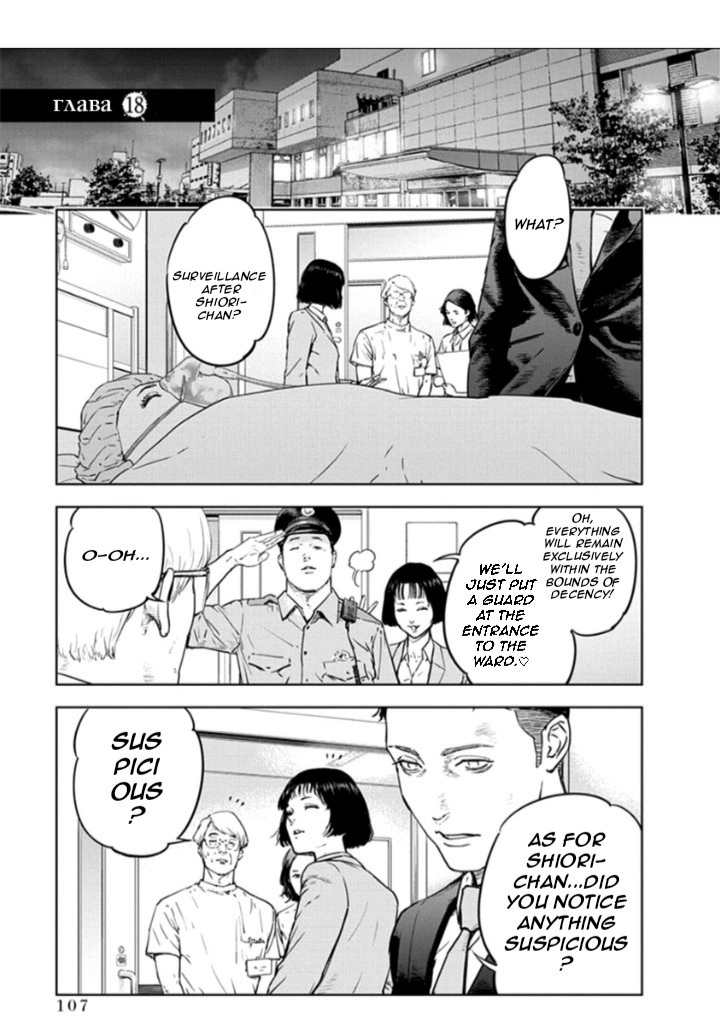 глава 18
WHAT?
SURVEILLANCE
AFTER
SHIORI-
CHAN?
OH,
EVERYTHING
WILL REMAIN
EXCLUSIVELY
WITHIN THE
BOUNDS OF
DECENCY!
WE'LL
JUST PUT
A GUARD
AT THE
ENTRANCE
TO THE
WARD.♡
O-OH...
AS FOR
SHIORI-
CHAN...DID
YOU NOTICE
ANYTHING
SUSPICIOUS
?
SUS
PICI
OUS
?
107